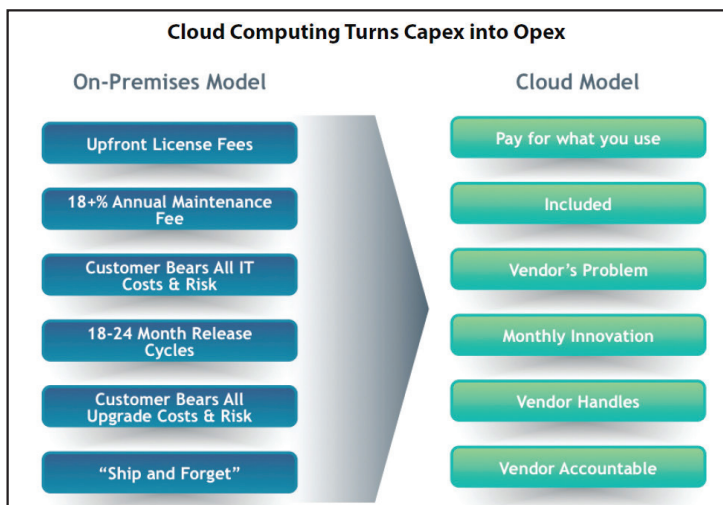 Cloud Computing Turns Capex into Opex
On-Premises Model
Upfront License Fees
18+% Annual Maintenance
Fee
Customer Bears All IT
Costs & Risk
18-24 Month Release
Cycles
Customer Bears All
Upgrade Costs & Risk
“Ship and Forget”
Cloud Model
Pay for what you use
Included
Vendor’s Problem
Monthly Innovation
Vendor Handles
Vendor Accountable